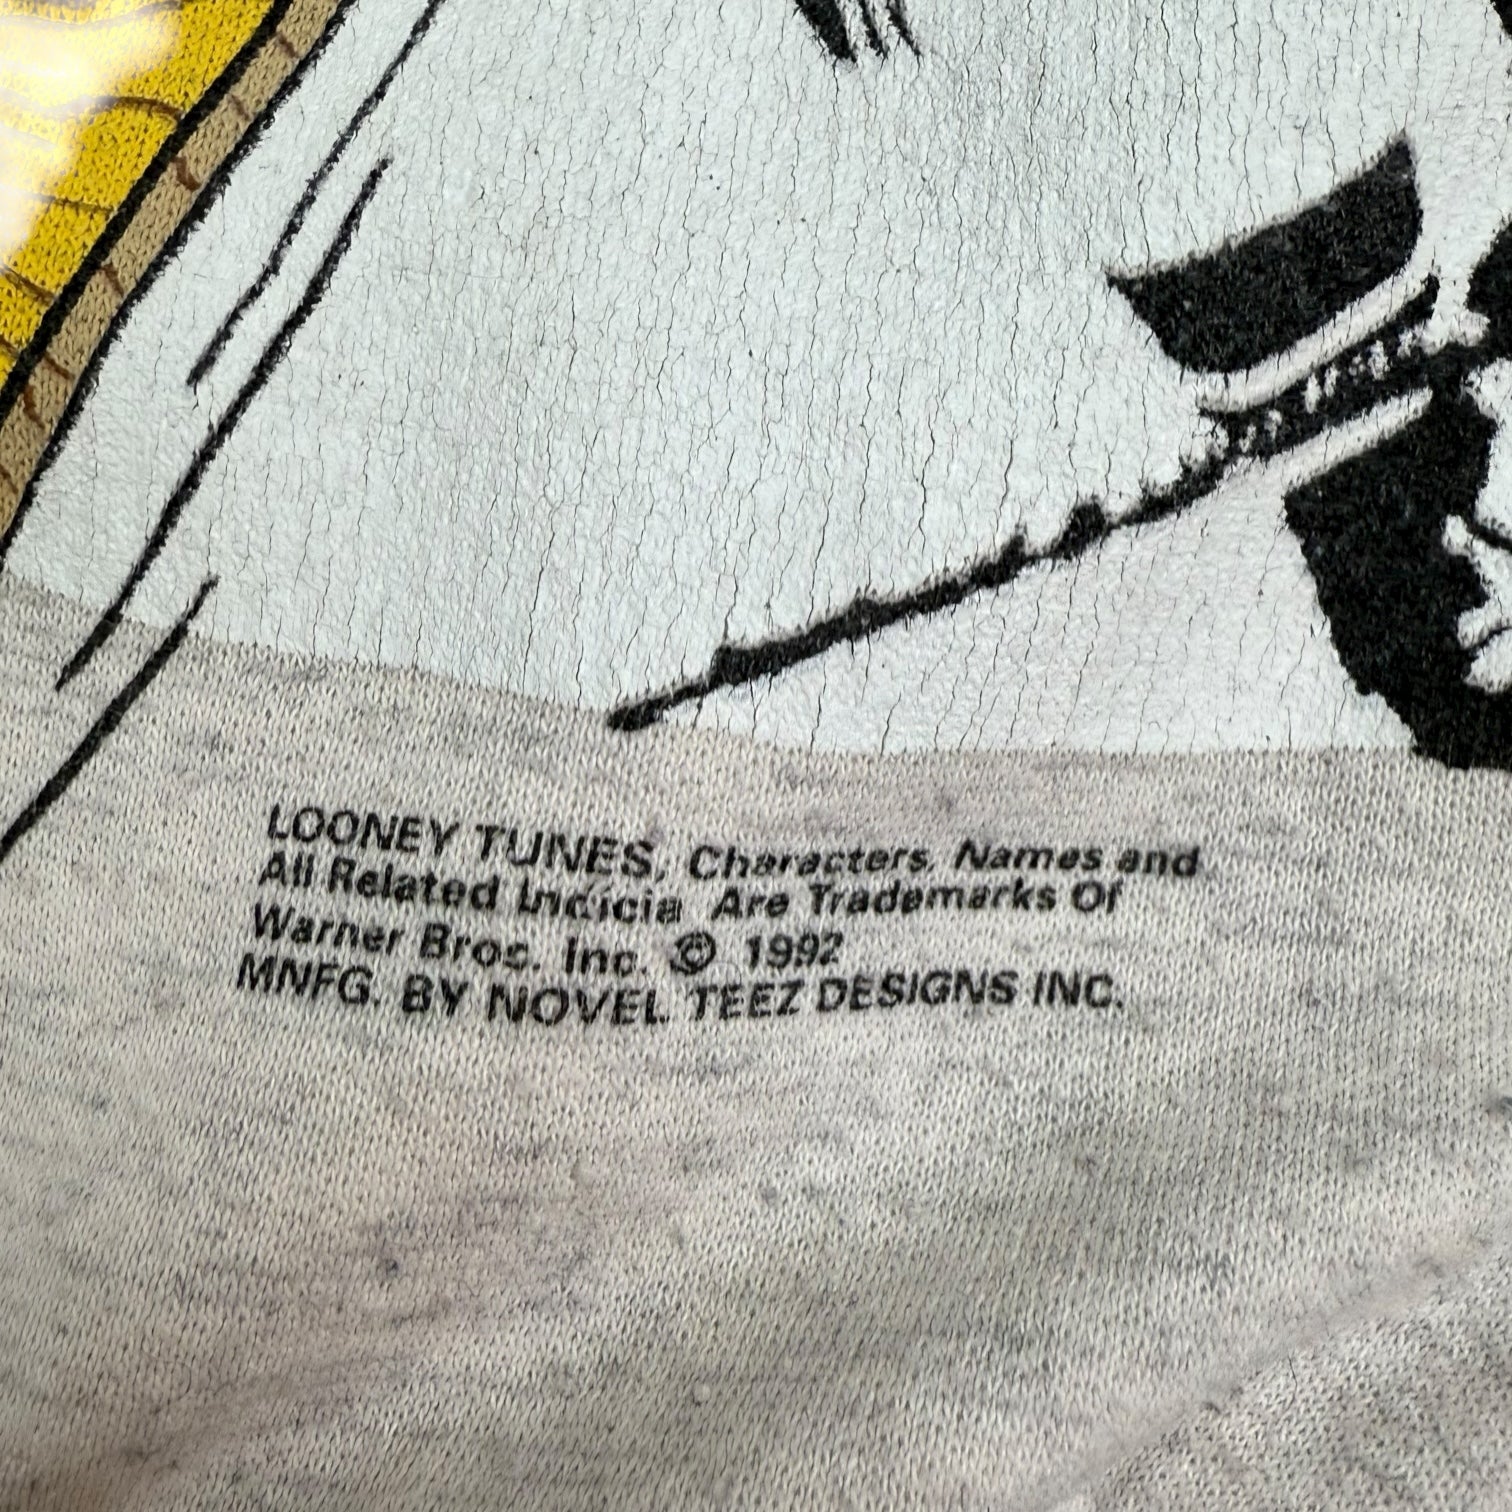 LOONEY TUNES, Characters, Names and
All Related Indicia Are Trademarks Of
Warner Bros. Inc. © 1992
MNFG. BY NOVEL TEEZ DESIGNS INC.